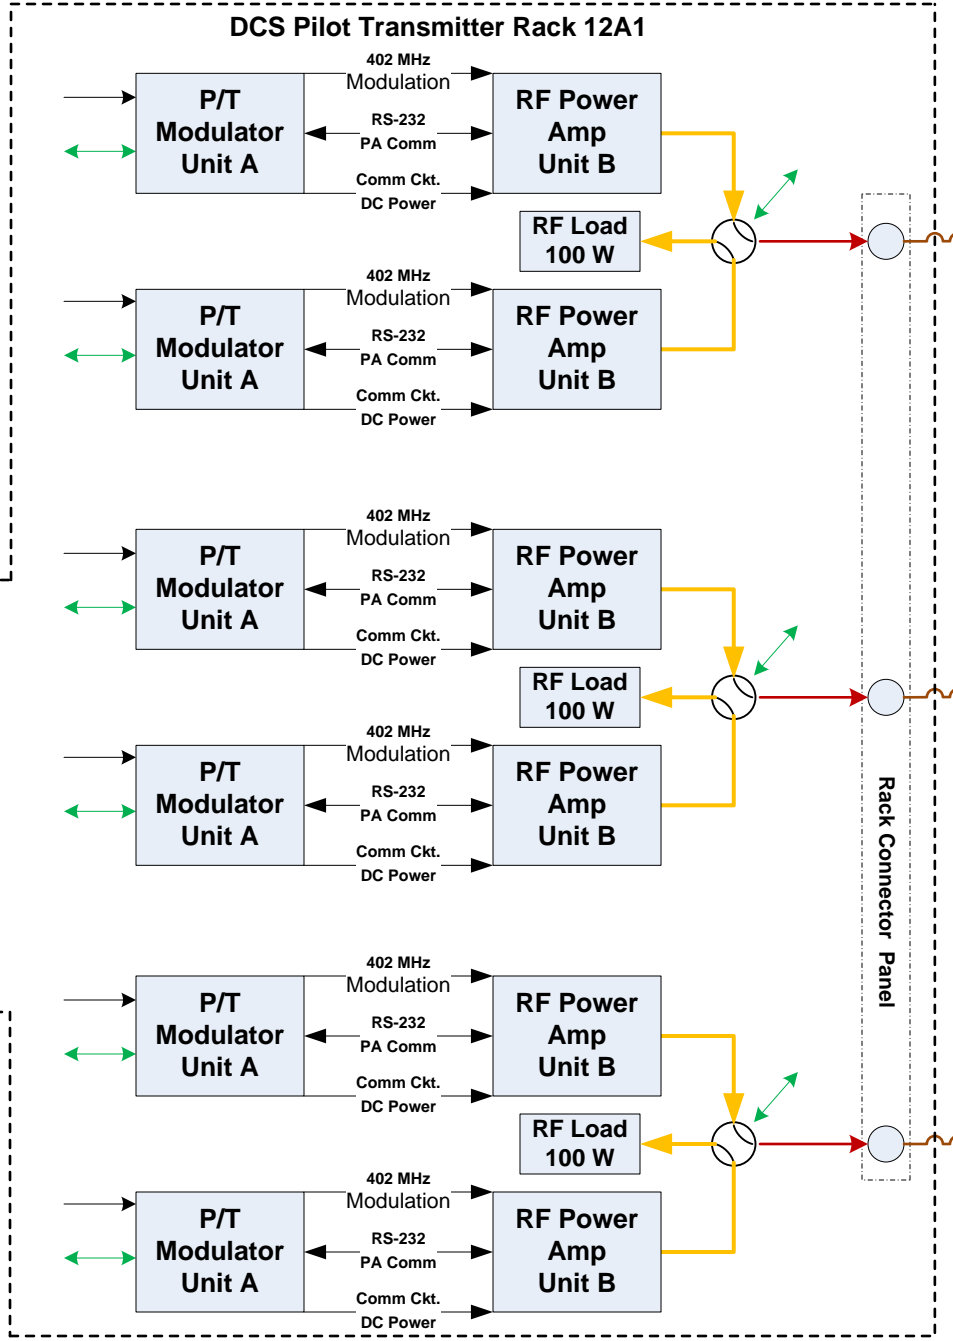 DCS Pilot Transmitter Rack 12A1
P/T
Modulator
Unit A
402 MHz
Modulation
RS-232
PA Comm
Comm Ckt.
DC Power
RF Power
Amp
Unit B
RF Load
100 W
P/T
Modulator
Unit A
402 MHz
Modulation
RS-232
PA Comm
Comm Ckt.
DC Power
RF Power
Amp
Unit B
P/T
Modulator
Unit A
402 MHz
Modulation
RS-232
PA Comm
Comm Ckt.
DC Power
RF Power
Amp
Unit B
RF Load
100 W
P/T
Modulator
Unit A
402 MHz
Modulation
RS-232
PA Comm
Comm Ckt.
DC Power
RF Power
Amp
Unit B
Rack Connector Panel
P/T
Modulator
Unit A
402 MHz
Modulation
RS-232
PA Comm
Comm Ckt.
DC Power
RF Power
Amp
Unit B
RF Load
100 W
P/T
Modulator
Unit A
402 MHz
Modulation
RS-232
PA Comm
Comm Ckt.
DC Power
RF Power
Amp
Unit B